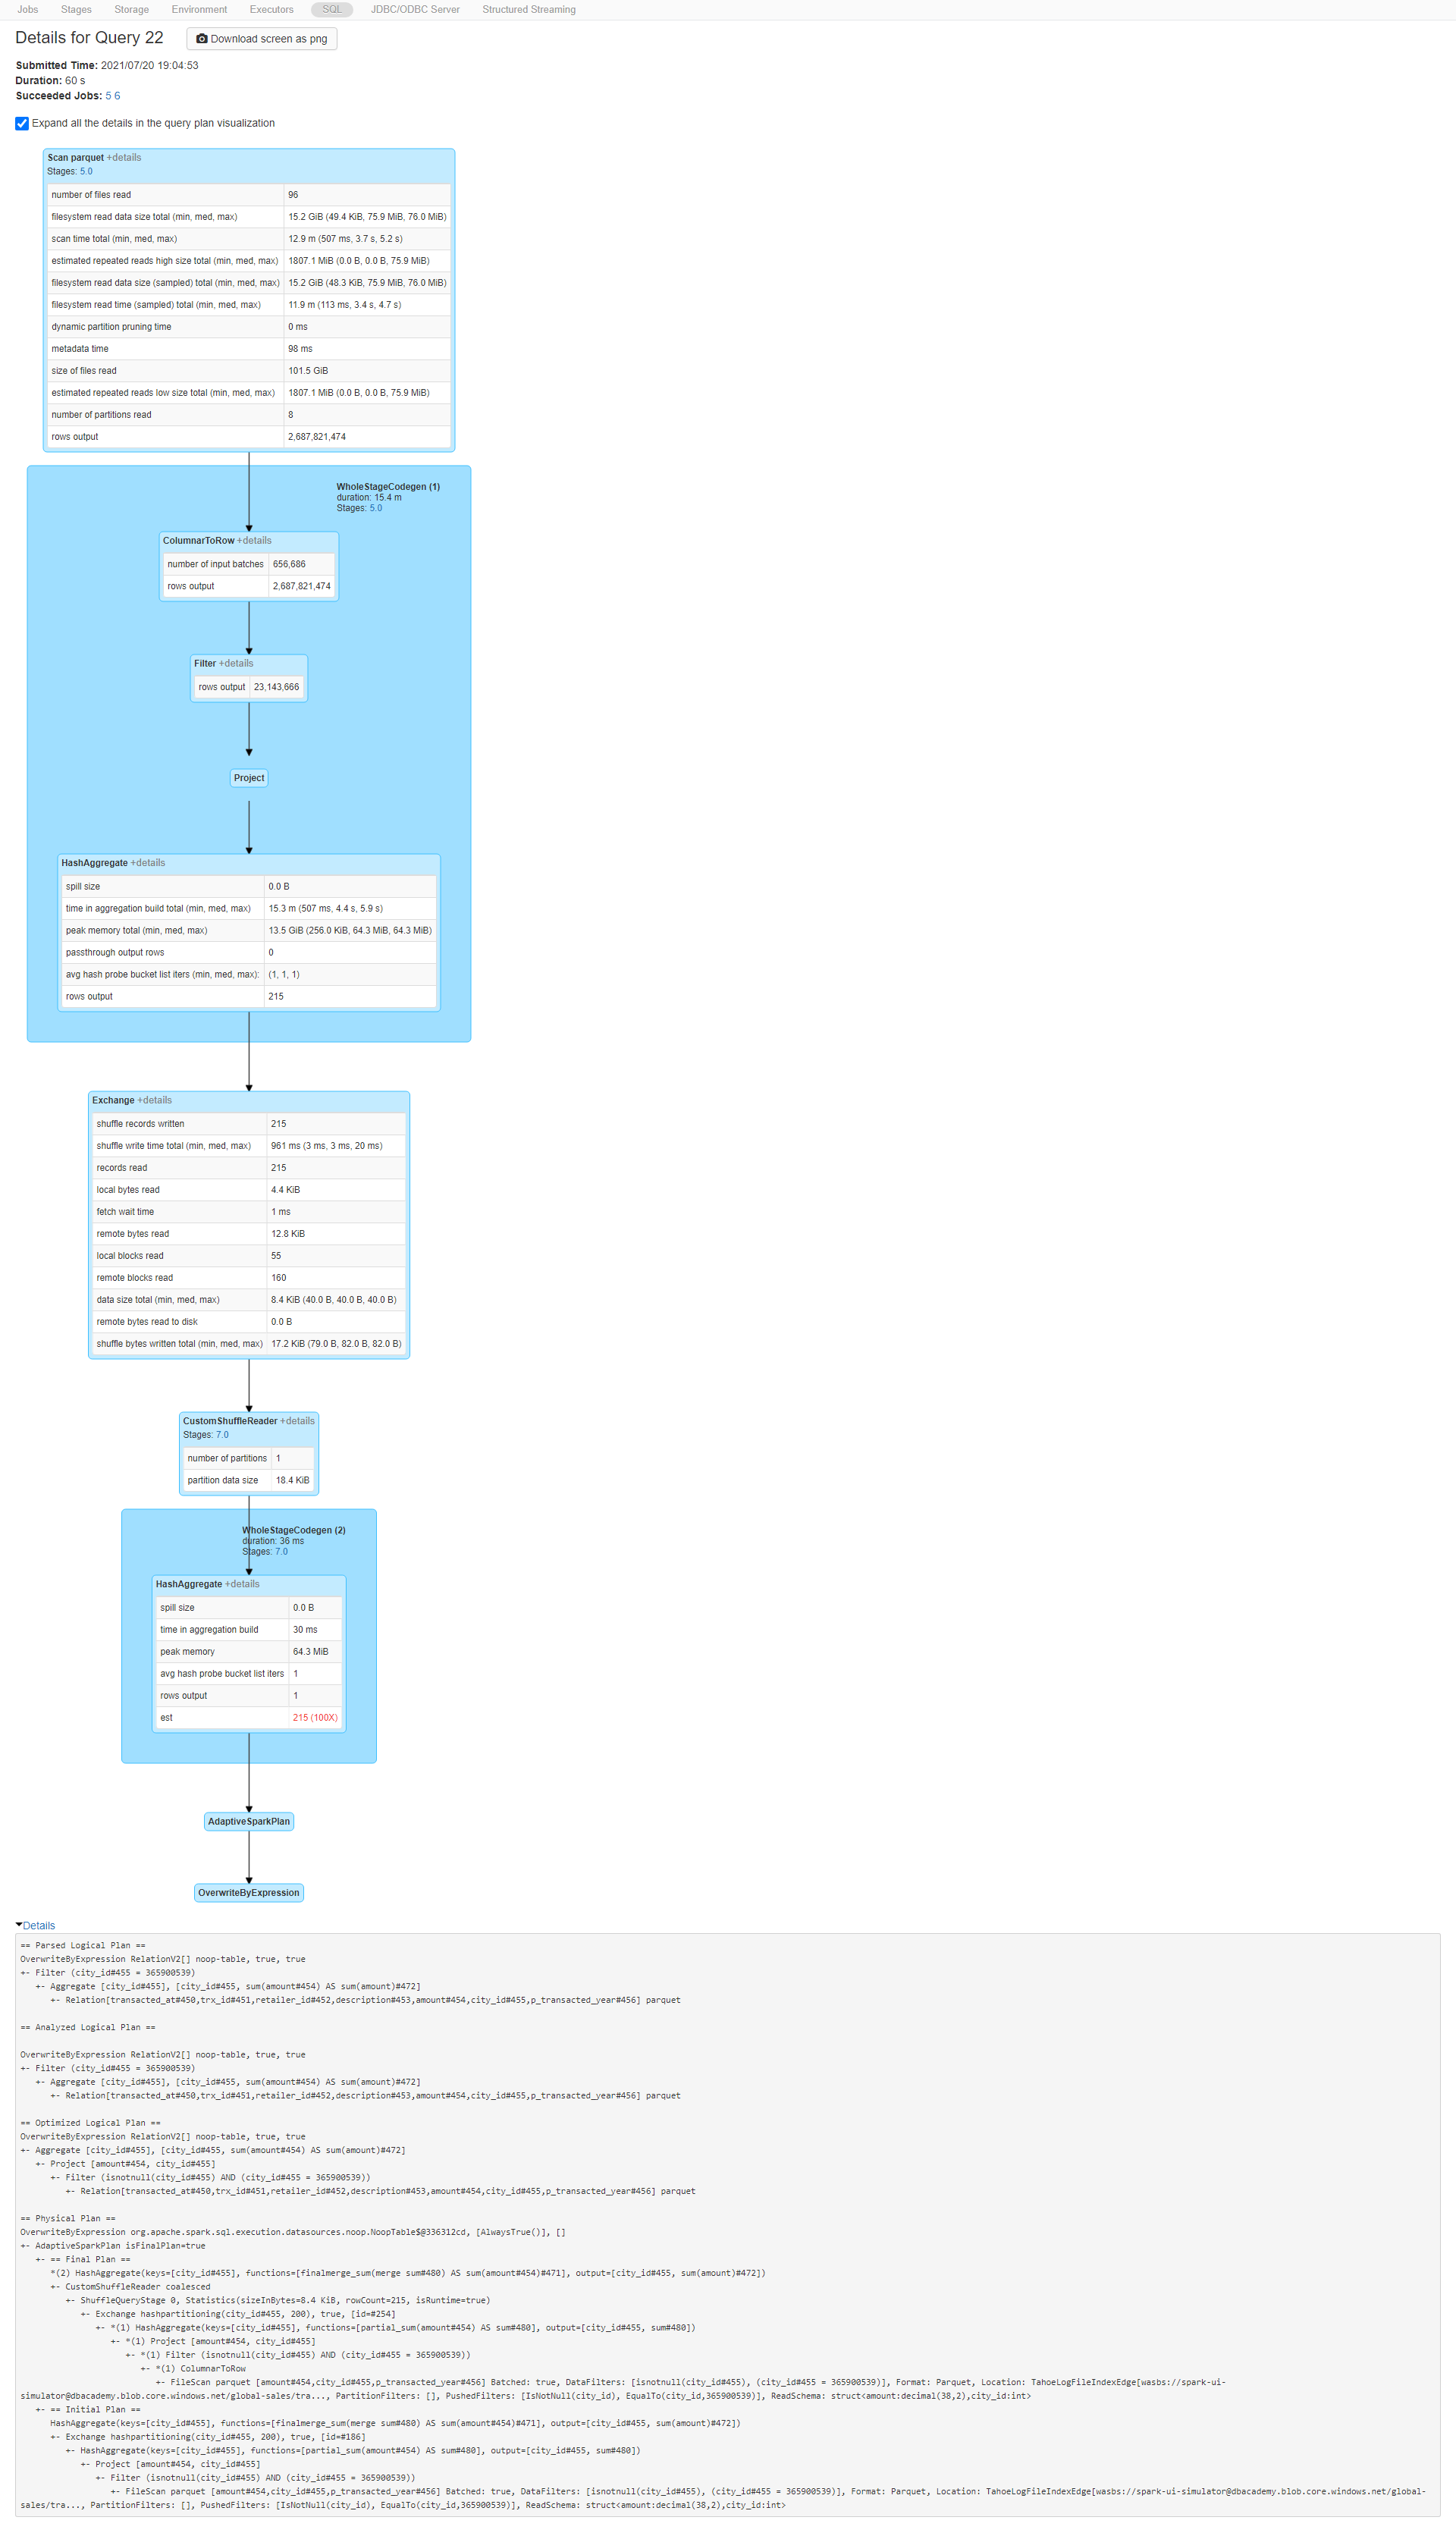 Jobs Stages Storage Environment Executors SQL JDBC/ODBC Server Structured Streaming
Details for Query 22 Download screen as png
Submitted Time: 2021/07/20 19:04:53
Duration: 60 s
Succeeded Jobs: 5 6
Expand all the details in the query plan visualization
Scan parquet +details
Stages: 5.0
number of files read 96
filesystem read data size total (min, med, max) 15.2 GiB (49.4 KiB, 75.9 MiB, 76.0 MiB)
scan time total (min, med, max) 12.9 m (507 ms, 3.7 s, 5.2 s)
estimated repeated reads high size total (min, med, max) 1807.1 MiB (0.0 B, 0.0 B, 75.9 MiB)
filesystem read data size (sampled) total (min, med, max) 15.2 GiB (48.3 KiB, 75.9 MiB, 76.0 MiB)
filesystem read time (sampled) total (min, med, max) 11.9 m (113 ms, 3.4 s, 4.7 s)
dynamic partition pruning time 0 ms
metadata time 98 ms
size of files read 101.5 GiB
estimated repeated reads low size total (min, med, max) 1807.1 MiB (0.0 B, 0.0 B, 75.9 MiB)
number of partitions read 8
rows output 2,687,821,474
WholeStageCodegen (1)
duration: 15.4 m
Stages: 5.0
ColumnarToRow +details
number of input batches 656,686
rows output 2,687,821,474
Filter +details
rows output 23,143,666
Project
HashAggregate +details
spill size 0.0 B
time in aggregation build total (min, med, max) 15.3 m (507 ms, 4.4 s, 5.9 s)
peak memory total (min, med, max) 13.5 GiB (256.0 KiB, 64.3 MiB, 64.3 MiB)
passthrough output rows 0
avg hash probe bucket list iters (min, med, max): (1, 1, 1)
rows output 215
Exchange +details
shuffle records written 215
shuffle write time total (min, med, max) 961 ms (3 ms, 3 ms, 20 ms)
records read 215
local bytes read 4.4 KiB
fetch wait time 1 ms
remote bytes read 12.8 KiB
local blocks read 55
remote blocks read 160
data size total (min, med, max) 8.4 KiB (40.0 B, 40.0 B, 40.0 B)
remote bytes read to disk 0.0 B
shuffle bytes written total (min, med, max) 17.2 KiB (79.0 B, 82.0 B, 82.0 B)
CustomShuffleReader +details
Stages: 7.0
number of partitions 1
partition data size 18.4 KiB
WholeStageCodegen (2)
duration: 36 ms
Stages: 7.0
HashAggregate +details
spill size 0.0 B
time in aggregation build 30 ms
peak memory 64.3 MiB
avg hash probe bucket list iters 1
rows output 1
est 215 (100X)
AdaptiveSparkPlan
OverwriteByExpression
Details
== Parsed Logical Plan ==
OverwriteByExpression RelationV2[] noop-table, true, true
+- Filter (city_id#455 = 365900539)
+- Aggregate [city_id#455], [city_id#455, sum(amount#454) AS sum(amount)#472]
+- Relation[transacted_at#450,trx_id#451,retailer_id#452,description#453,amount#454,city_id#455,p_transacted_year#456] parquet
== Analyzed Logical Plan ==
OverwriteByExpression RelationV2[] noop-table, true, true
+- Filter (city_id#455 = 365900539)
+- Aggregate [city_id#455], [city_id#455, sum(amount#454) AS sum(amount)#472]
+- Relation[transacted_at#450,trx_id#451,retailer_id#452,description#453,amount#454,city_id#455,p_transacted_year#456] parquet
== Optimized Logical Plan ==
OverwriteByExpression RelationV2[] noop-table, true, true
+- Aggregate [city_id#455], [city_id#455, sum(amount#454) AS sum(amount)#472]
+- Project [amount#454, city_id#455]
+- Filter (isnotnull(city_id#455) AND (city_id#455 = 365900539))
+- Relation[transacted_at#450,trx_id#451,retailer_id#452,description#453,amount#454,city_id#455,p_transacted_year#456] parquet
== Physical Plan ==
OverwriteByExpression org.apache.spark.sql.execution.datasources.noop.NoopTable$@336312cd, [AlwaysTrue()], []
+- AdaptiveSparkPlan isFinalPlan=true
+- == Final Plan ==
*(2) HashAggregate(keys=[city_id#455], functions=[finalmerge_sum(merge sum#480) AS sum(amount#454)#471], output=[city_id#455, sum(amount)#472])
+- CustomShuffleReader coalesced
+- ShuffleQueryStage 0, Statistics(sizeInBytes=8.4 KiB, rowCount=215, isRuntime=true)
+- Exchange hashpartitioning(city_id#455, 200), true, [id=#254]
+- *(1) HashAggregate(keys=[city_id#455], functions=[partial_sum(amount#454) AS sum#480], output=[city_id#455, sum#480])
+- *(1) Project [amount#454, city_id#455]
+- *(1) Filter (isnotnull(city_id#455) AND (city_id#455 = 365900539))
+- *(1) ColumnarToRow
+- FileScan parquet [amount#454,city_id#455,p_transacted_year#456] Batched: true, DataFilters: [isnotnull(city_id#455), (city_id#455 = 365900539)], Format: Parquet, Location: TahoeLogFileIndexEdge[wasbs://spark-ui-
simulator@dbacademy.blob.core.windows.net/global-sales/tra..., PartitionFilters: [], PushedFilters: [IsNotNull(city_id), EqualTo(city_id,365900539)], ReadSchema: struct<amount:decimal(38,2),city_id:int>
+- == Initial Plan ==
HashAggregate(keys=[city_id#455], functions=[finalmerge_sum(merge sum#480) AS sum(amount#454)#471], output=[city_id#455, sum(amount)#472])
+- Exchange hashpartitioning(city_id#455, 200), true, [id=#186]
+- HashAggregate(keys=[city_id#455], functions=[partial_sum(amount#454) AS sum#480], output=[city_id#455, sum#480])
+- Project [amount#454, city_id#455]
+- Filter (isnotnull(city_id#455) AND (city_id#455 = 365900539))
+- FileScan parquet [amount#454,city_id#455,p_transacted_year#456] Batched: true, DataFilters: [isnotnull(city_id#455), (city_id#455 = 365900539)], Format: Parquet, Location: TahoeLogFileIndexEdge[wasbs://spark-ui-simulator@dbacademy.blob.core.windows.net/global-
sales/tra..., PartitionFilters: [], PushedFilters: [IsNotNull(city_id), EqualTo(city_id,365900539)], ReadSchema: struct<amount:decimal(38,2),city_id:int>